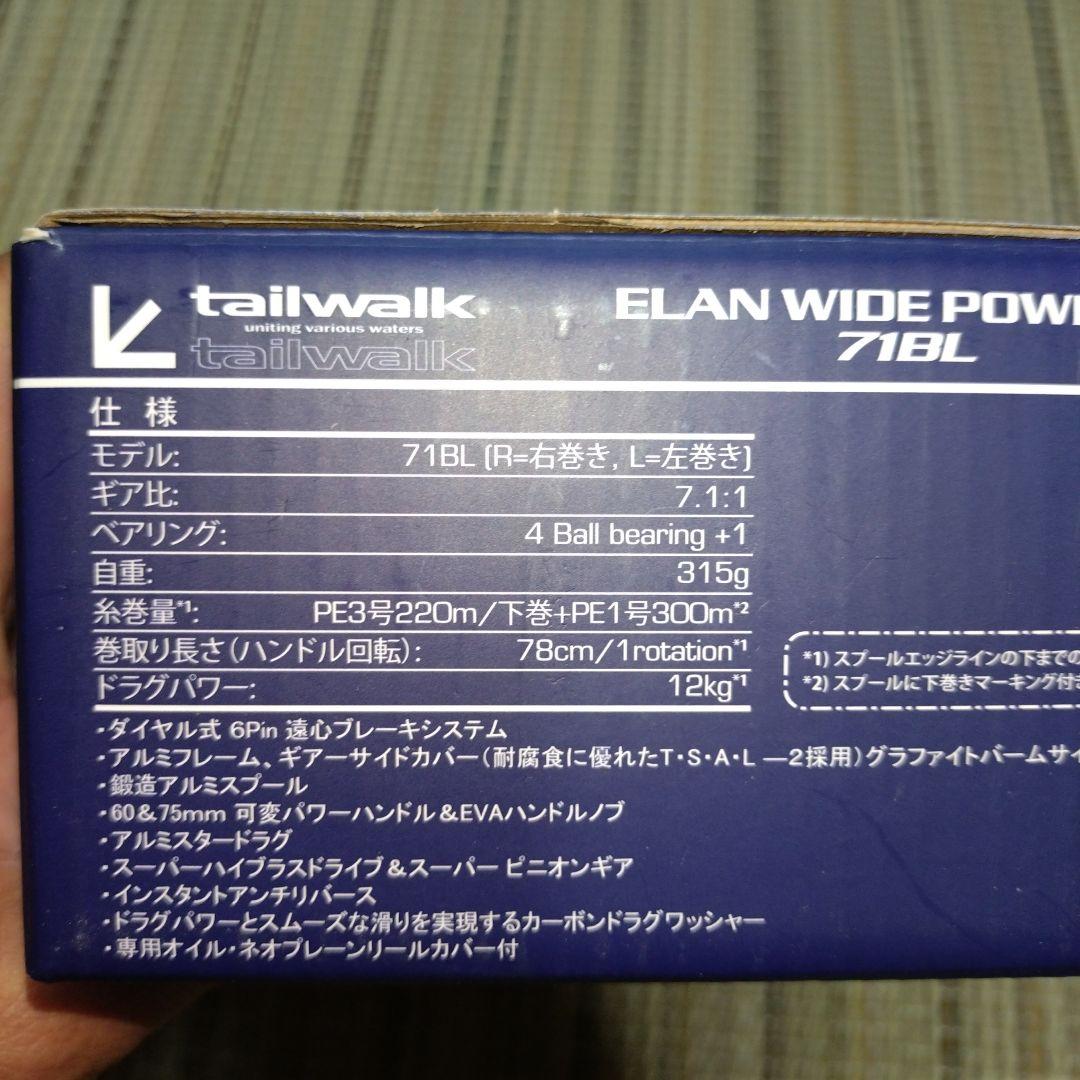 tailwalk
uniting various waters
tailwalk
ELAN WIDE
71BL
仕 様
モデル: 71BL (R=右巻き, L=左巻き)
ギア比: 7.1:1
ベアリング: 4 Ball bearing +1
自重: 315g
糸巻量*1: PE3号220m/下巻+PE1号300m*2
巻取り長さ(ハンドル回転): 78cm/1rotation*1
ドラグパワー: 12kg*1
*1) スプールエッジラインの下までの
*2) スプールに下巻きマーキング付き
・ダイヤル式 6Pin 遠心ブレーキシステム
・アルミフレーム、ギアーサイドカバー(耐腐食に優れたT・S・A・L ―2採用)グラファイトパームサイ
・鍛造アルミスプール
・60&75mm 可変パワーハンドル&EVAハンドルノブ
・アルミスタードラグ
・スーパーハイブラスドライブ&スーパー ピニオンギア
・インスタントアンチリバース
・ドラグパワーとスムーズな滑りを実現するカーボンドラグワッシャー
・専用オイル・ネオプレーンリールカバー付